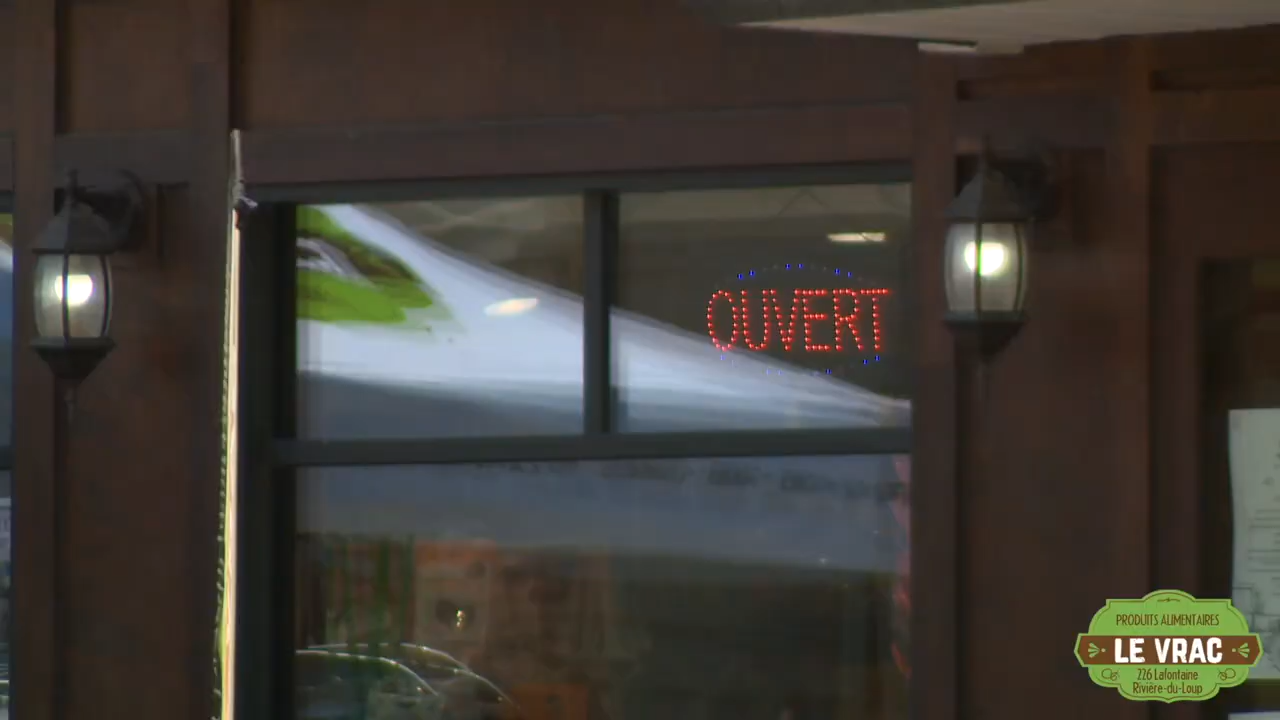 OUVERT
PRODUITS ALIMENTAIRES
LE VRAC
226 Lafontaine
Rivière-du-Loup